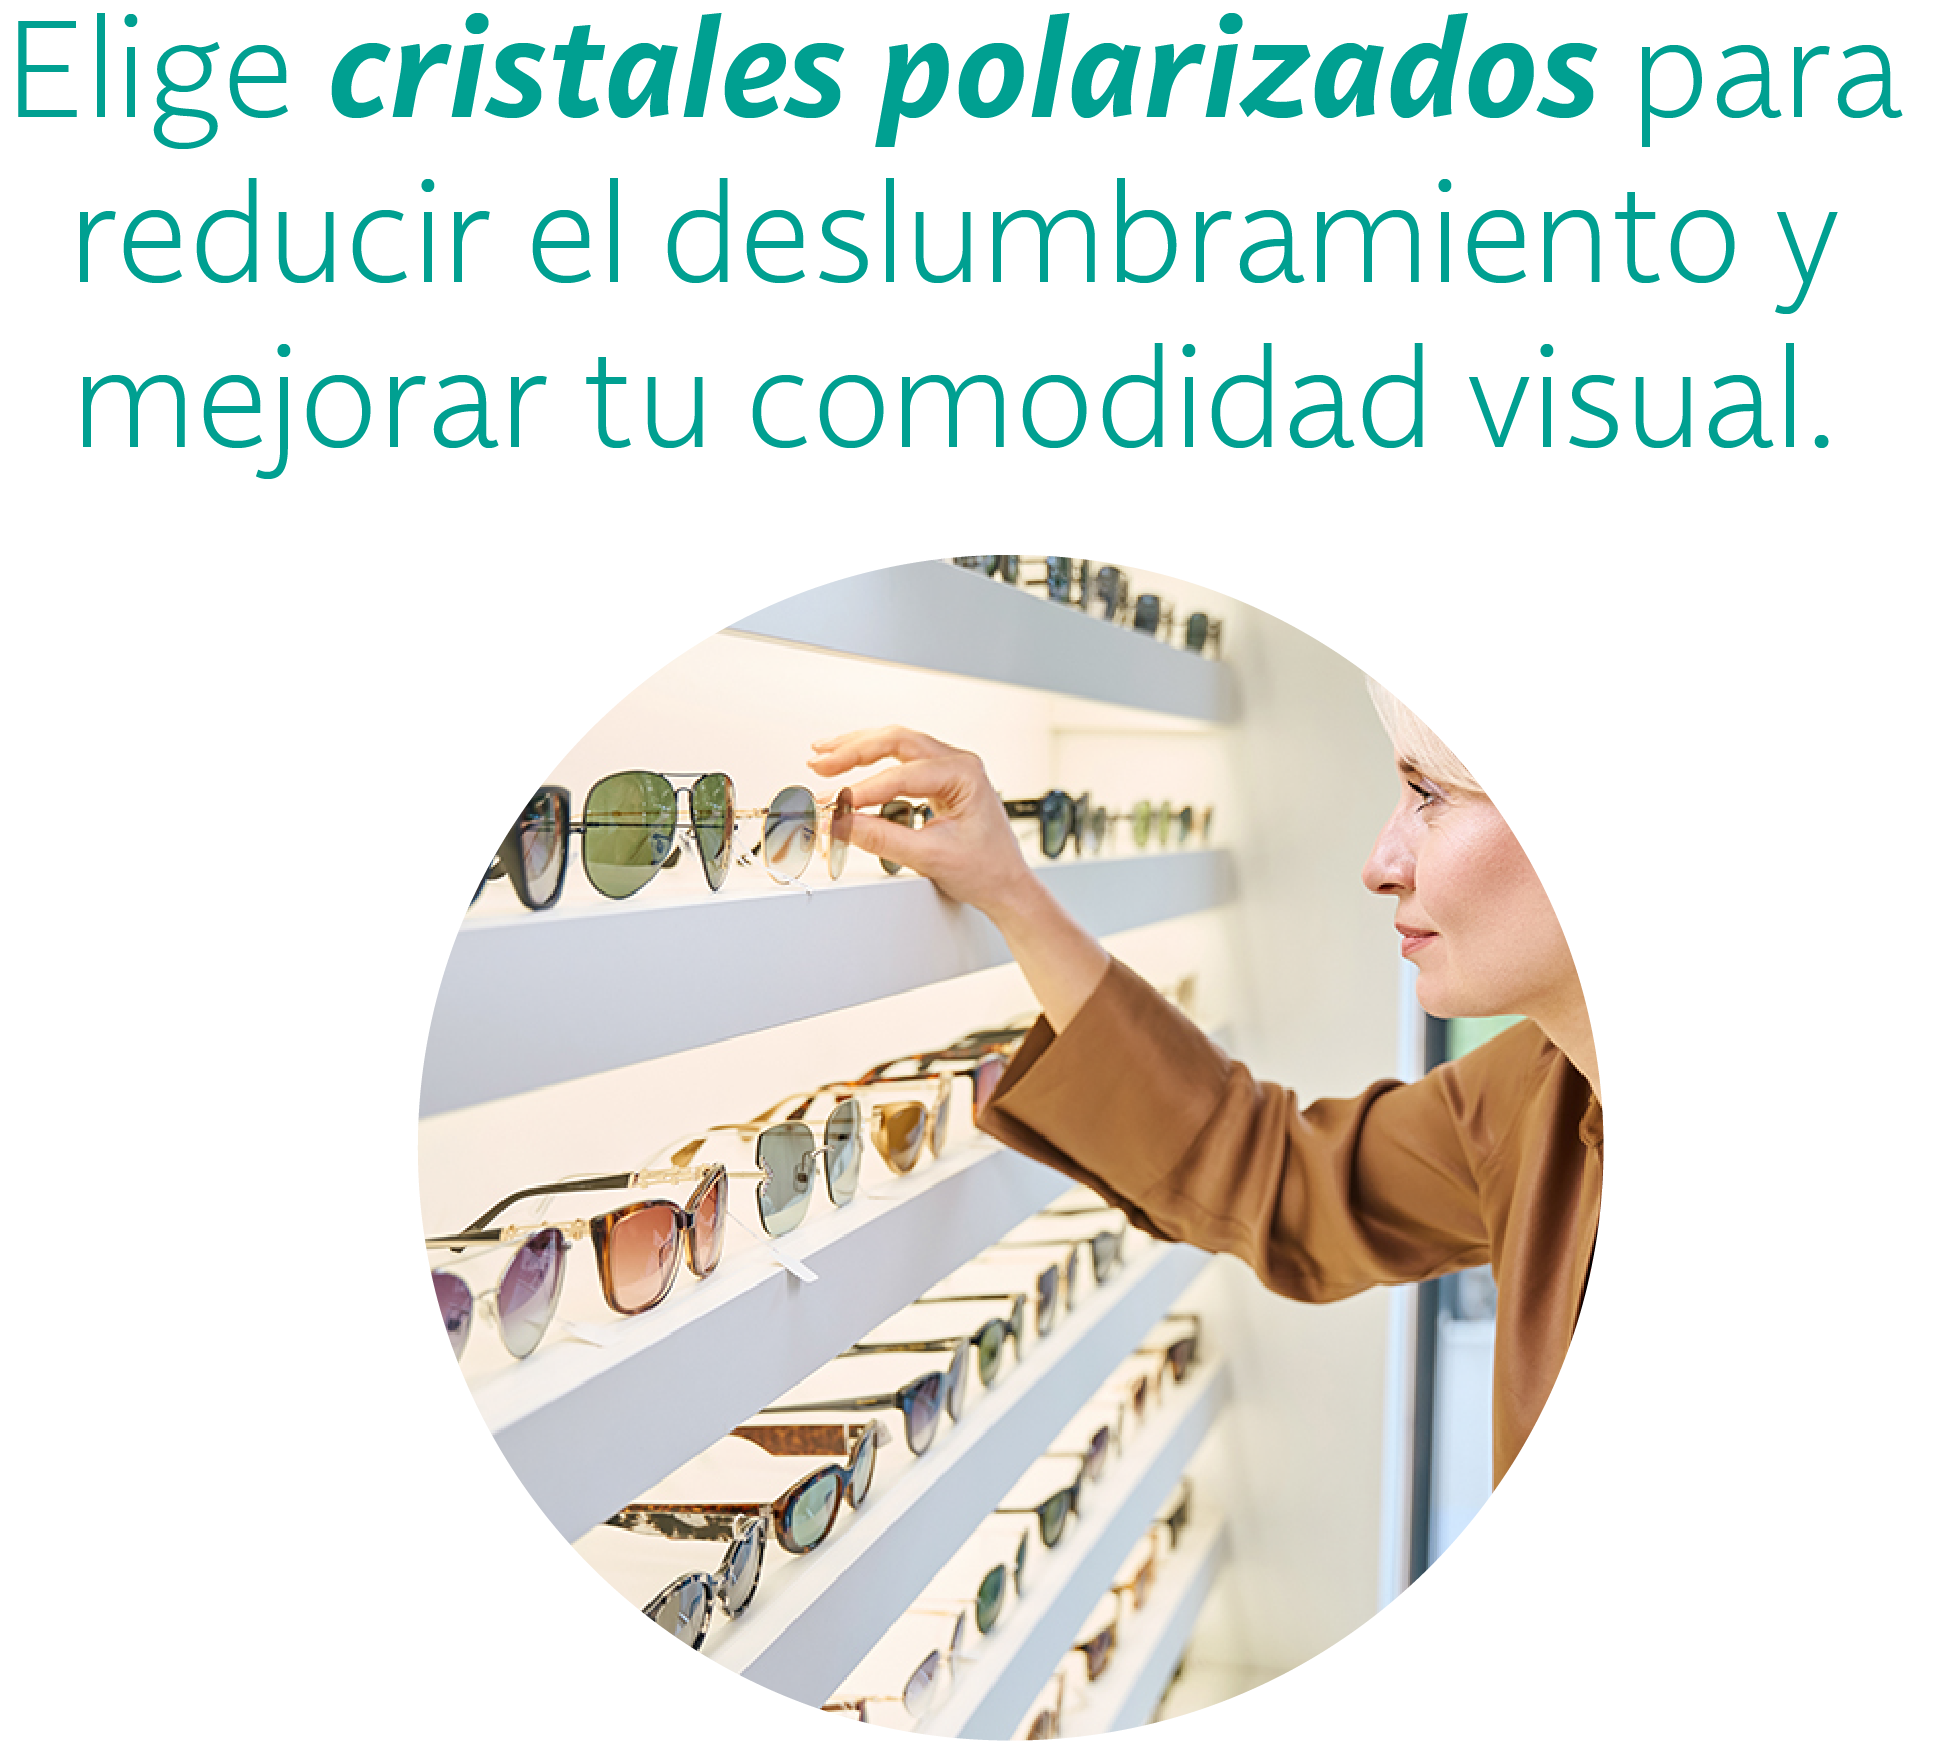 Elige cristales polarizados para
reducir el deslumbramiento y
mejorar tu comodidad visual.